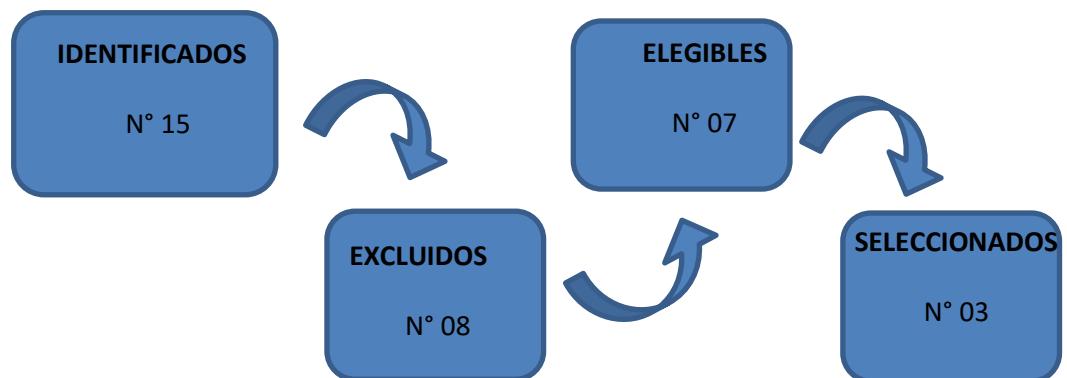 IDENTIFICADOS
N° 15
EXCLUIDOS
N° 08
ELEGIBLES
N° 07
SELECCIONADOS
N° 03